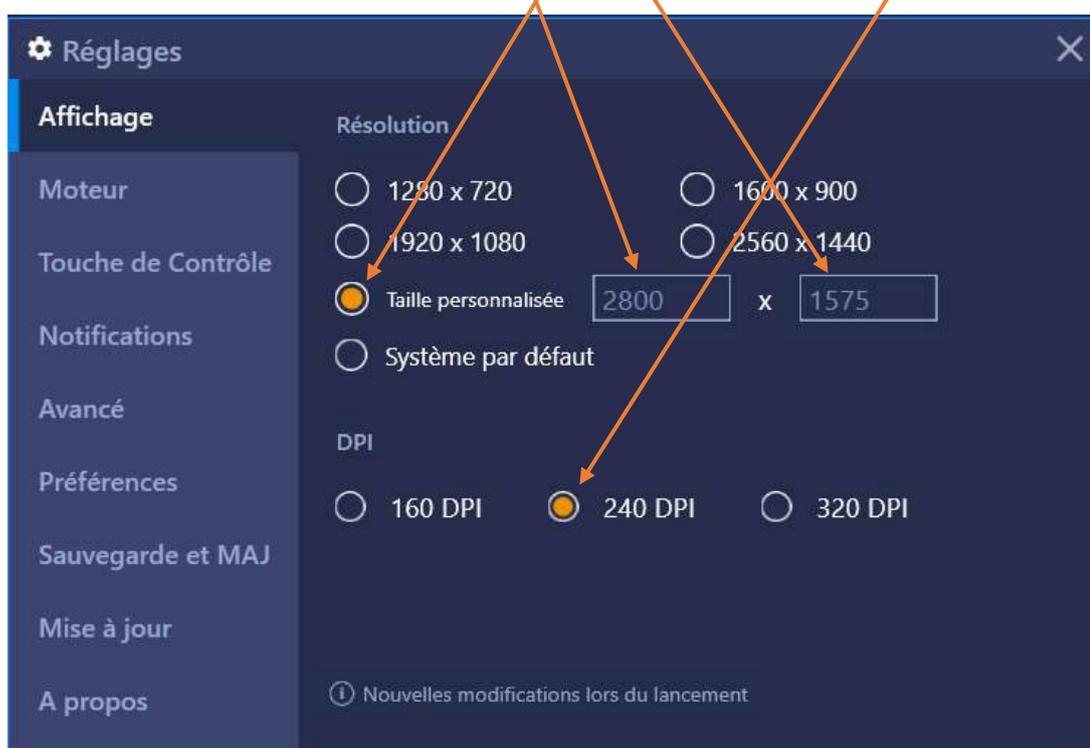 Réglages
Affichage
Moteur
Touche de Contrôle
Notifications
Avancé
Préférences
Sauvegarde et MAJ
Mise à jour
A propos
Résolution
1280 x 720
1600 x 900
1920 x 1080
2560 x 1440
Taille personnalisée 2800 x 1575
Système par défaut
DPI
160 DPI
240 DPI
320 DPI
Nouvelles modifications lors du lancement